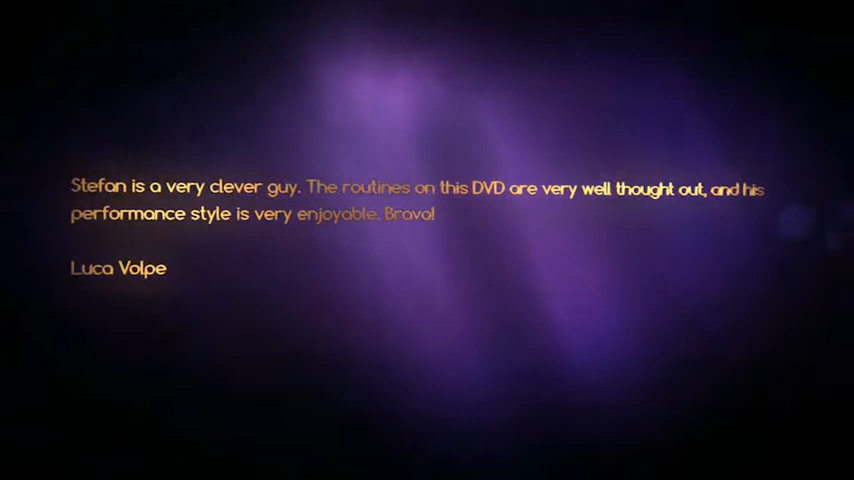 Stefan is a very clever guy. The routines on this DVD are very well thought out, and his
performance style is very enjoyable. Bravo!
Luca Volpe